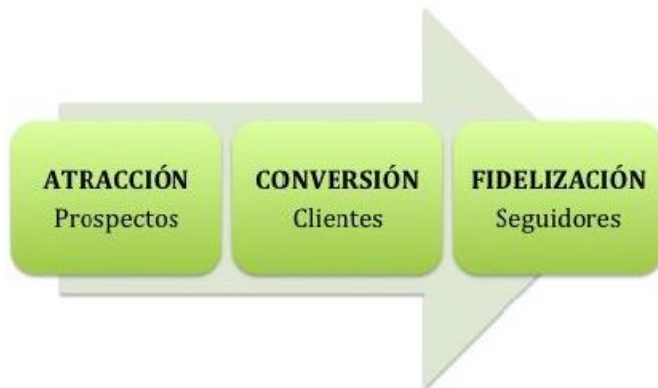 ATRACCIÓN
Prospectos
CONVERSIÓN
Clientes
FIDELIZACIÓN
Seguidores